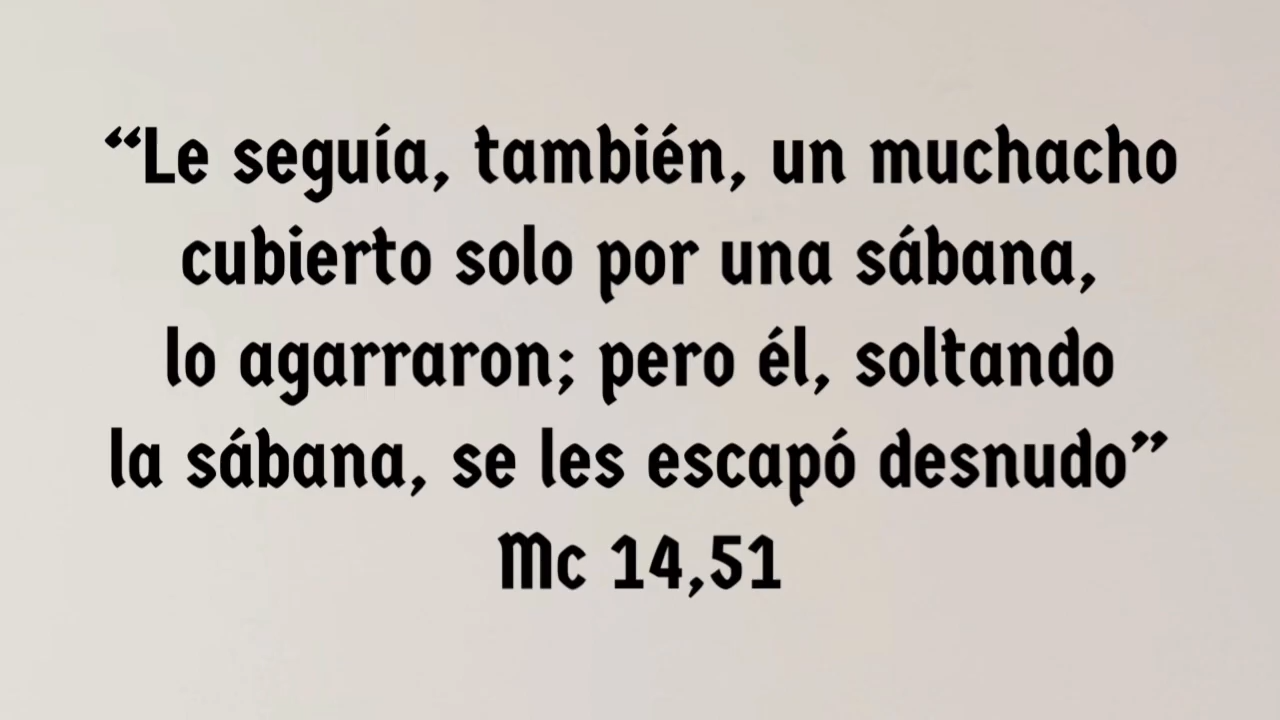 “Le seguía, también, un muchacho
cubierto solo por una sábana,
lo agarraron; pero él, soltando
la sábana, se les escapó desnudo”
Mc 14,51